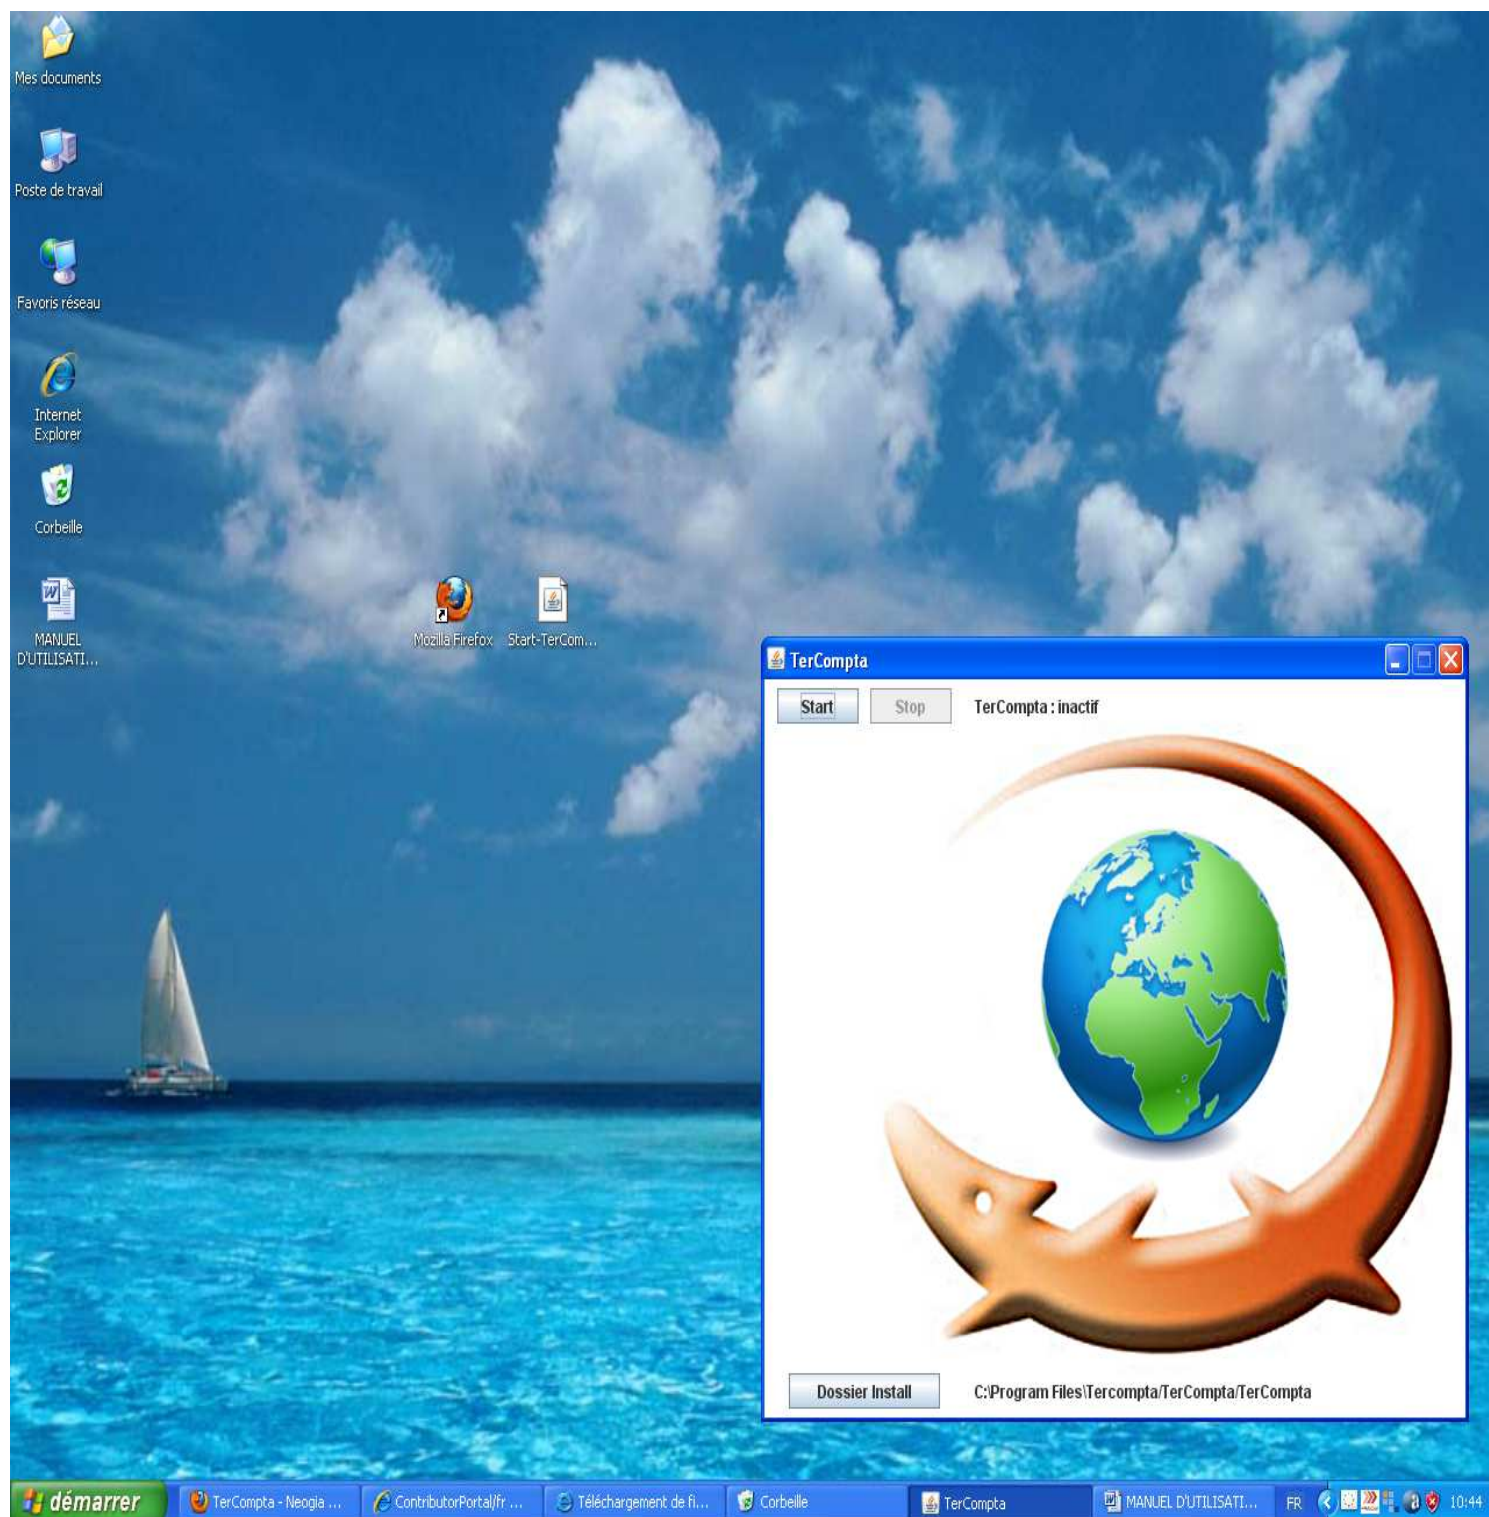 Mes documents
Poste de travail
Favoris réseau
Internet
Explorer
Corbeille
MANUEL
D'UTILISATI...
Mozilla Firefox
Start-TerCom...
TerCompta
Start
Stop
TerCompta : inactif
Dossier Install
C:\Program Files\Tercompta/TerCompta/TerCompta
démarrer
TerCompta - Neogia ...
ContributorPortal/fr ...
Téléchargement de fi...
Corbeille
TerCompta
MANUEL D'UTILISATI...
FR
10:44